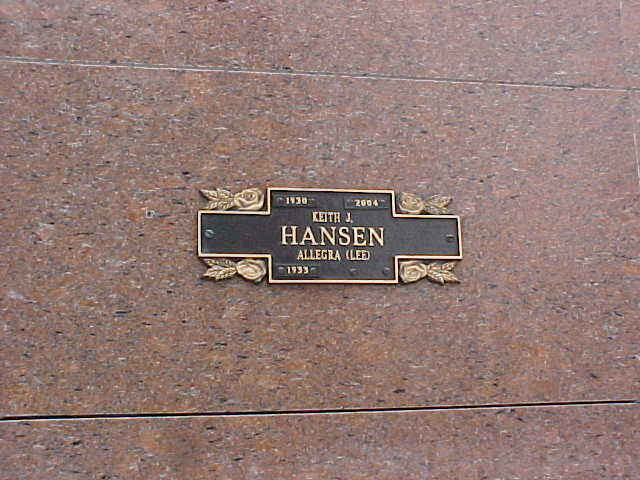 1930 2004
KEITH J.
HANSEN
ALLEGRA (LEE)
1933